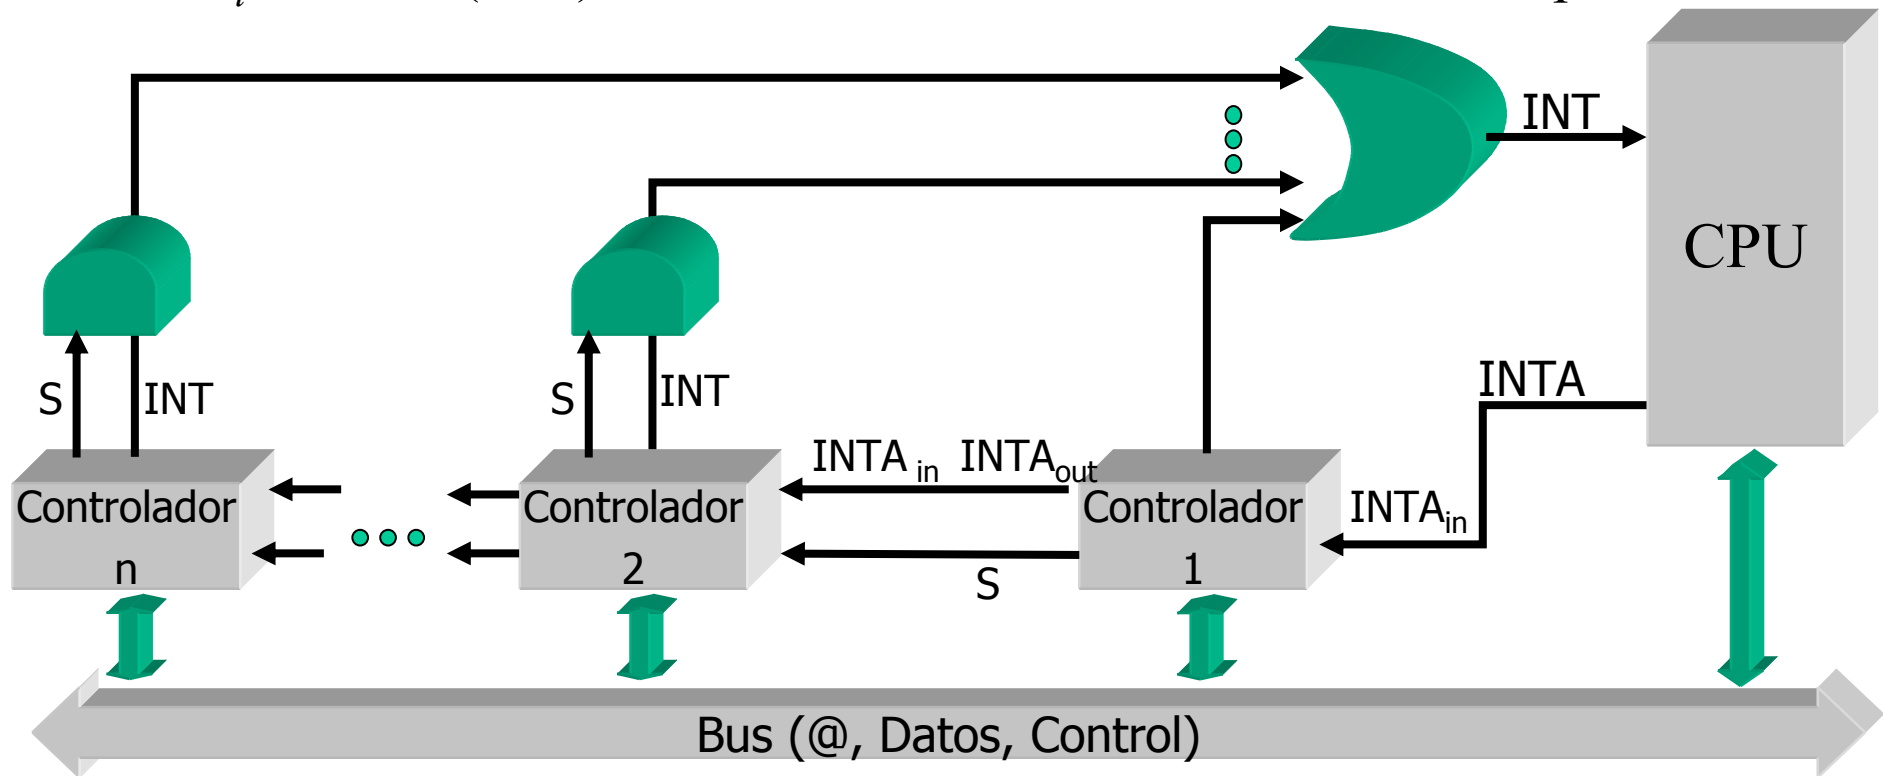 INT
CPU
INTA
S INT
S INT
INTA in INTAout
INTAin
Controlador
n
Controlador
2
Controlador
1
S
Bus (@, Datos, Control)